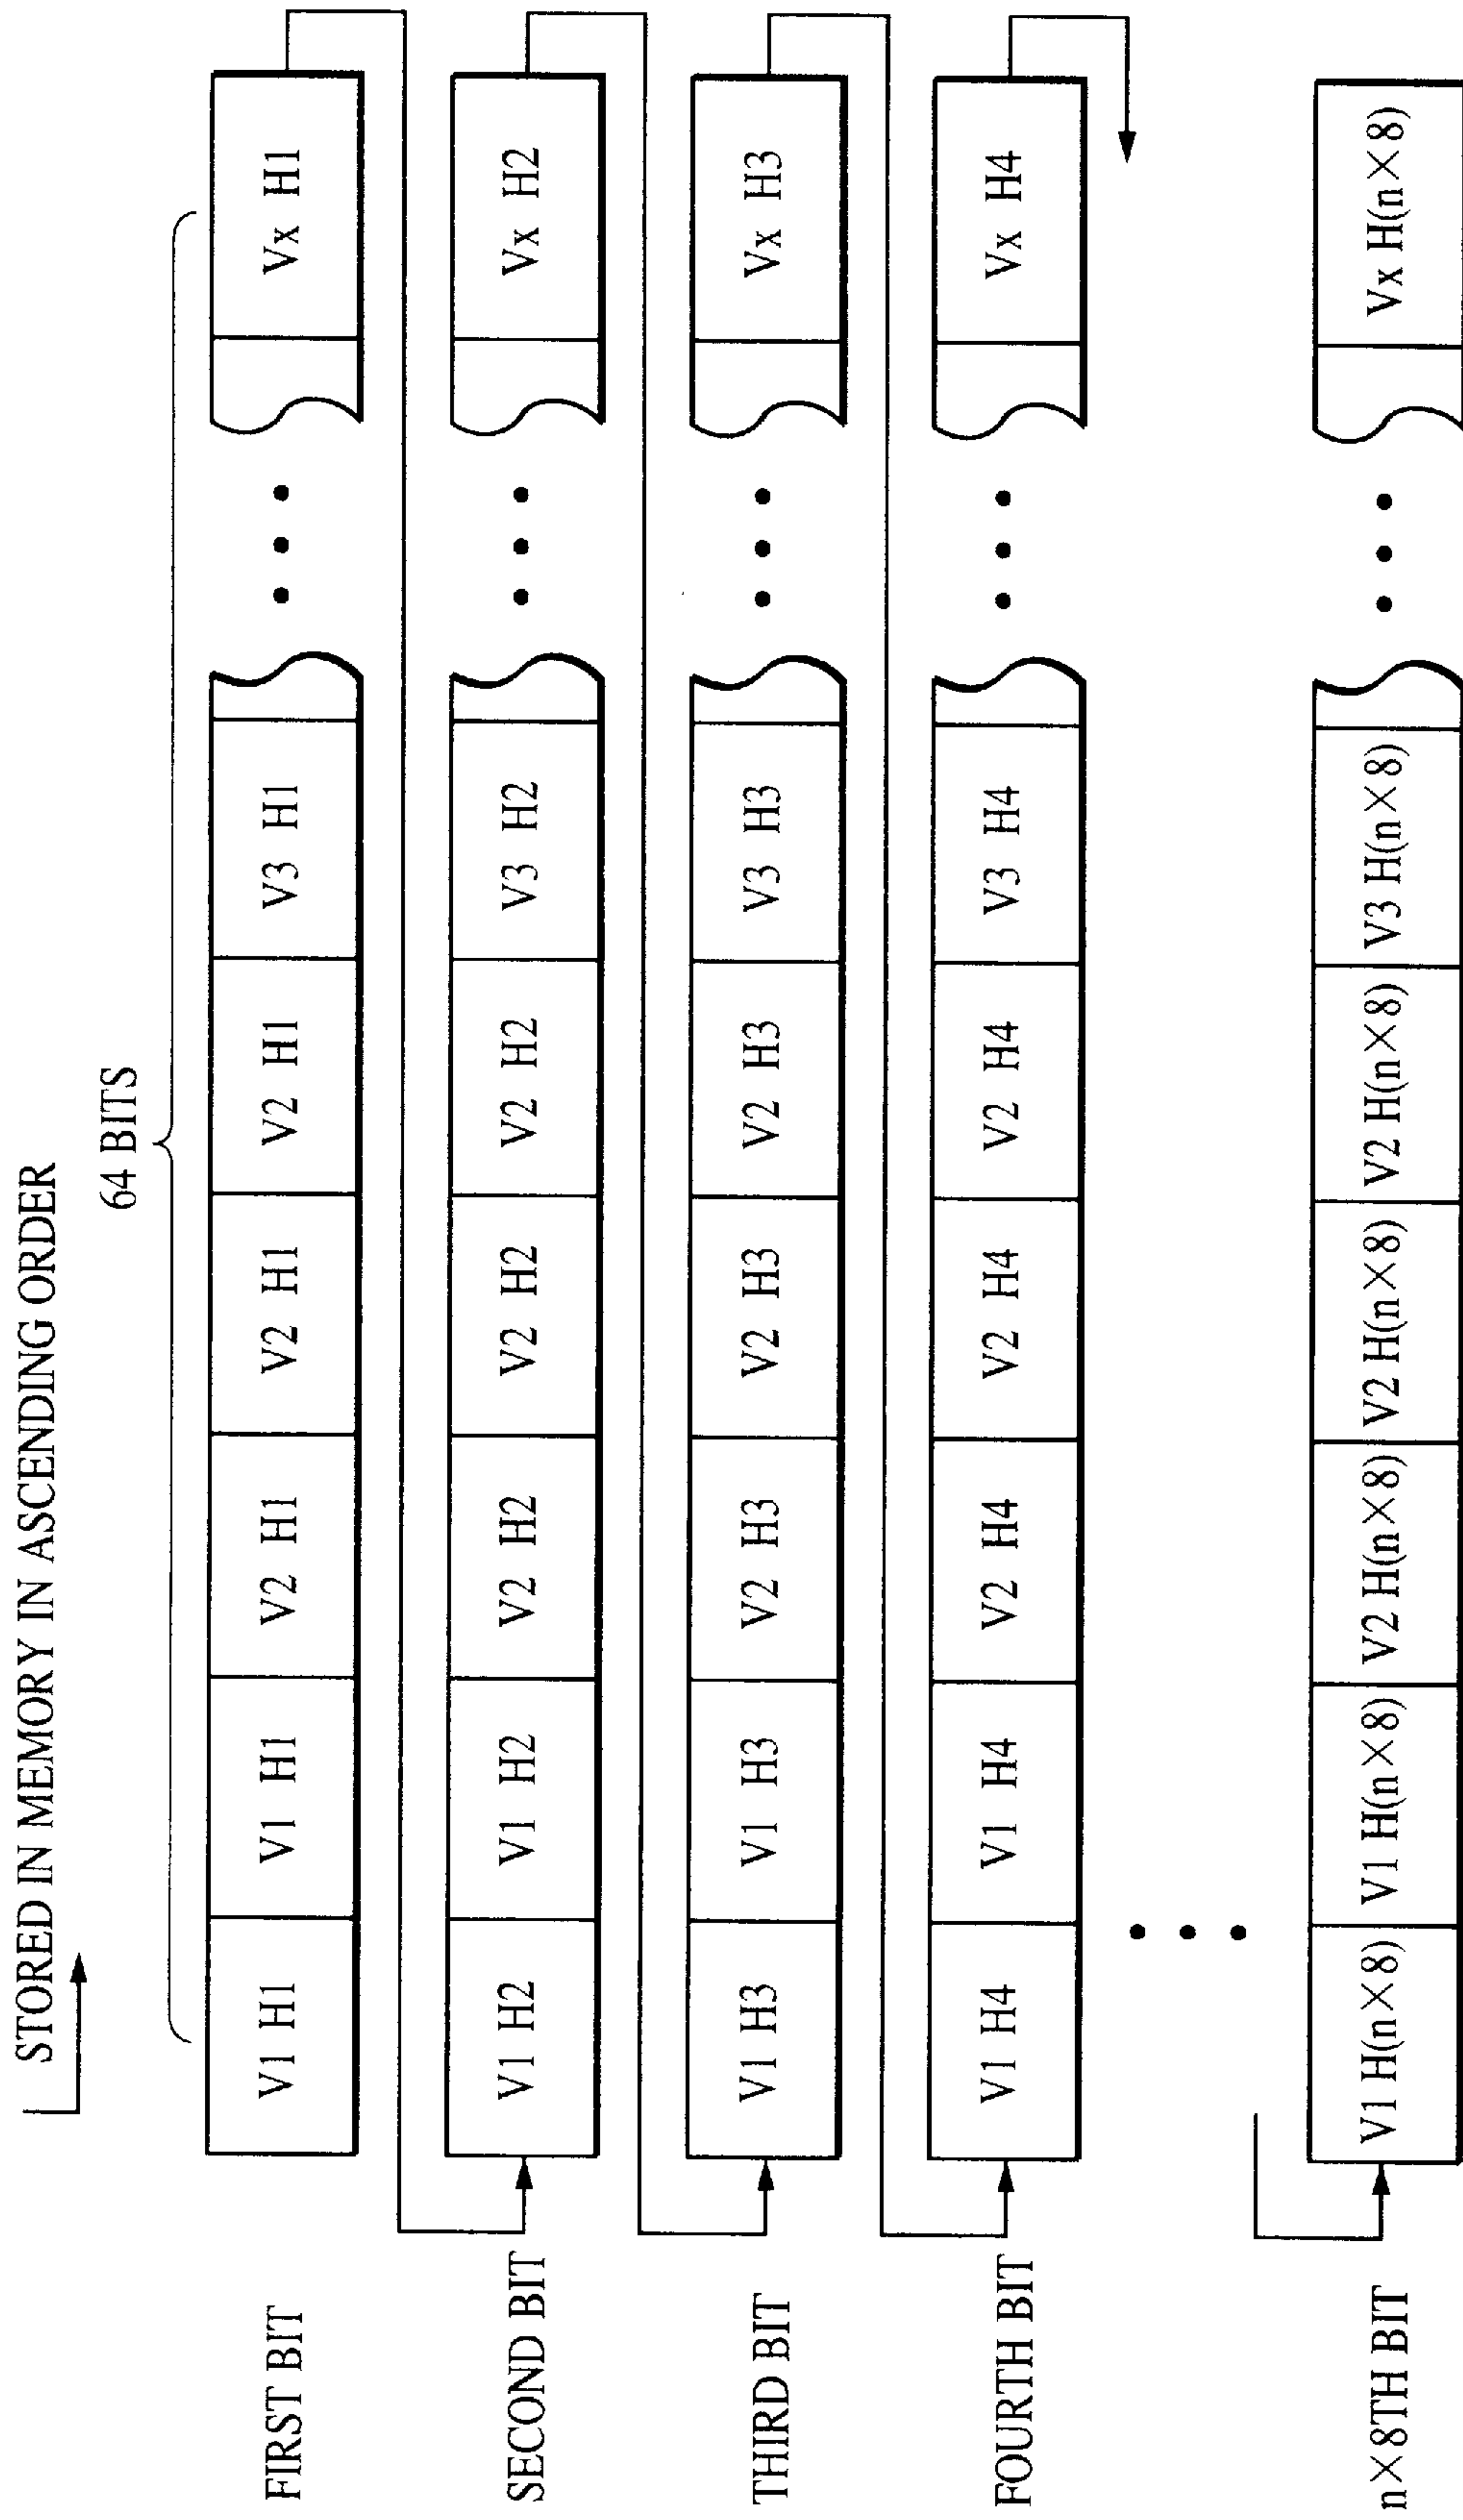 STORED IN MEMORY IN ASCENDING ORDER
64 BITS
FIRST BIT V1 H1 V1 H1 V2 H1 V2 H1 V2 H1 V3 H1 Vx H1
SECOND BIT V1 H2 V1 H2 V2 H2 V2 H2 V2 H2 V3 H2 Vx H2
THIRD BIT V1 H3 V1 H3 V2 H3 V2 H3 V2 H3 V3 H3 Vx H3
FOURTH BIT V1 H4 V1 H4 V2 H4 V2 H4 V2 H4 V3 H4 Vx H4
n×8TH BIT V1 H(n×8) V1 H(n×8) V2 H(n×8) V2 H(n×8) V2 H(n×8) V3 H(n×8) Vx H(n×8)